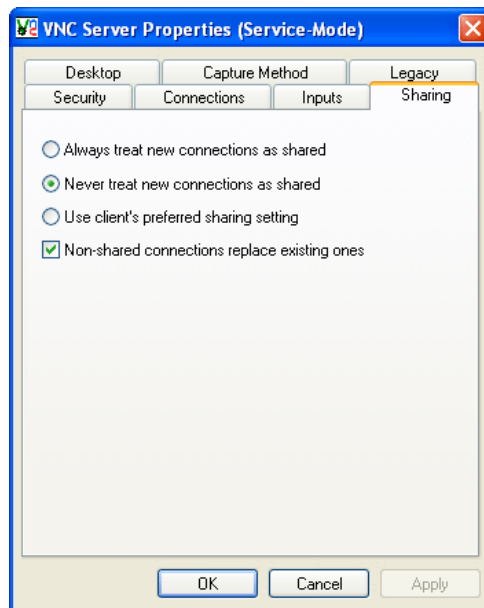 VNC Server Properties (Service-Mode)
Desktop Capture Method Legacy
Security Connections Inputs Sharing
Always treat new connections as shared
Never treat new connections as shared
Use client's preferred sharing setting
Non-shared connections replace existing ones
OK Cancel Apply